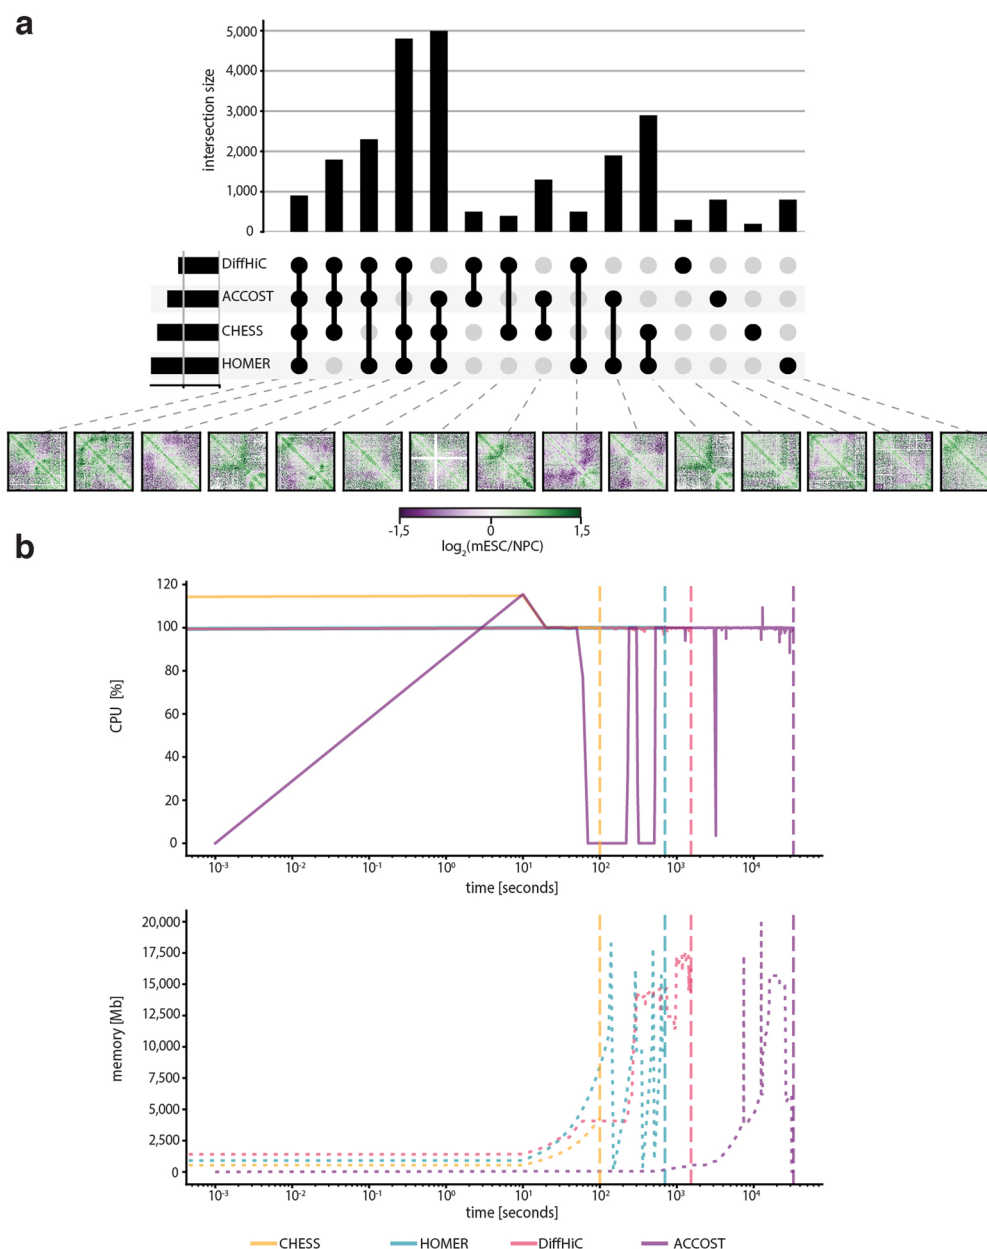 a
5,000
4,000
3,000
2,000
1,000
0
intersection size
DiffHiC
ACCOST
CHESS
HOMER
-1,5 0 1,5
log₂(mESC/NPC)
b
120
100
80
60
40
20
0
CPU [%]
10⁻³ 10⁻² 10⁻¹ 10⁰ 10¹ 10² 10³ 10⁴
time [seconds]
20,000
17,500
15,000
12,500
10,000
7,500
5,000
2,500
0
memory [Mb]
10⁻³ 10⁻² 10⁻¹ 10⁰ 10¹ 10² 10³ 10⁴
time [seconds]
CHESS HOMER DiffHiC ACCOST